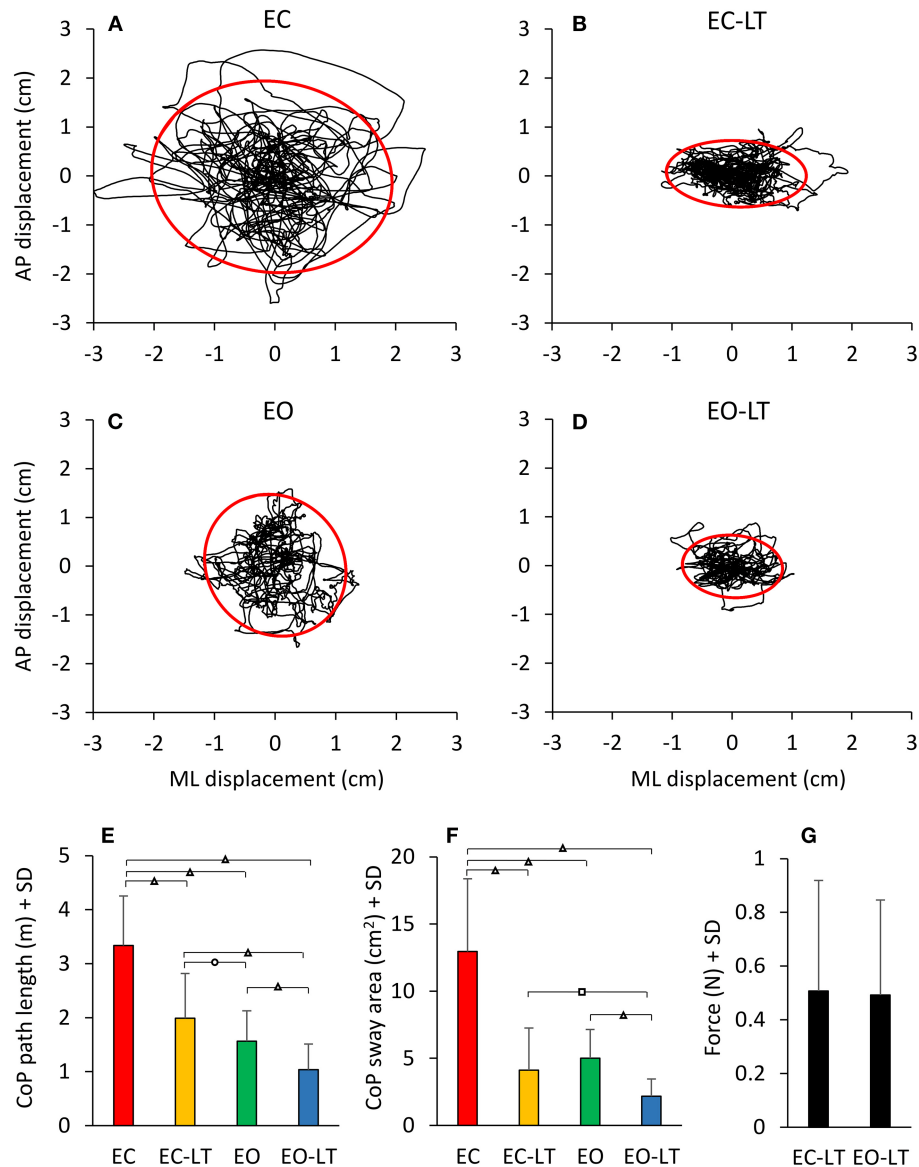 A
EC
AP displacement (cm)
3
2
1
0
-1
-2
-3
-3 -2 -1 0 1 2 3
B
EC-LT
3
2
1
0
-1
-2
-3
-3 -2 -1 0 1 2 3
C
EO
AP displacement (cm)
3
2
1
0
-1
-2
-3
-3 -2 -1 0 1 2 3
ML displacement (cm)
D
EO-LT
3
2
1
0
-1
-2
-3
-3 -2 -1 0 1 2 3
ML displacement (cm)
E
CoP path length (m) + SD
5
4
3
2
1
0
EC EC-LT EO EO-LT
F
CoP sway area (cm²) + SD
20
15
10
5
0
EC EC-LT EO EO-LT
G
Force (N) + SD
1
0.8
0.6
0.4
0.2
0
EC-LT EO-LT